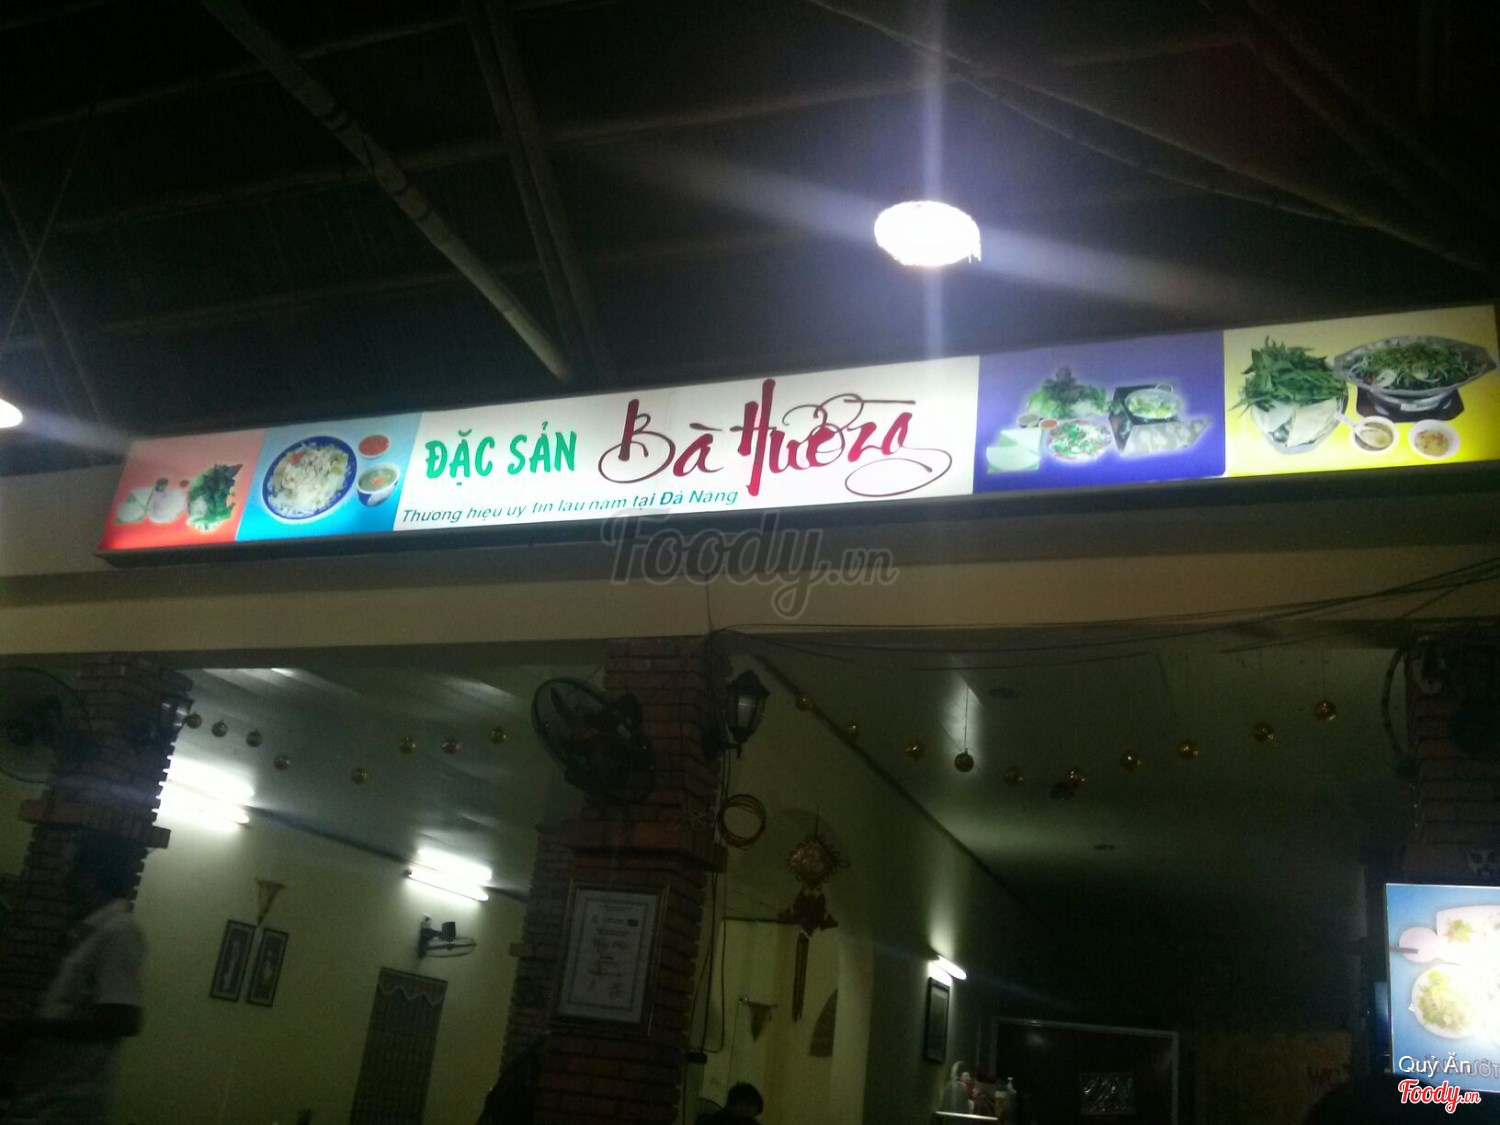 ĐẶC SẢN Bà Hường
Thương hiệu uy tín lâu năm tại Đà Nẵng
Foody.vn
WC
Quỷ Ăn
Foody.vn